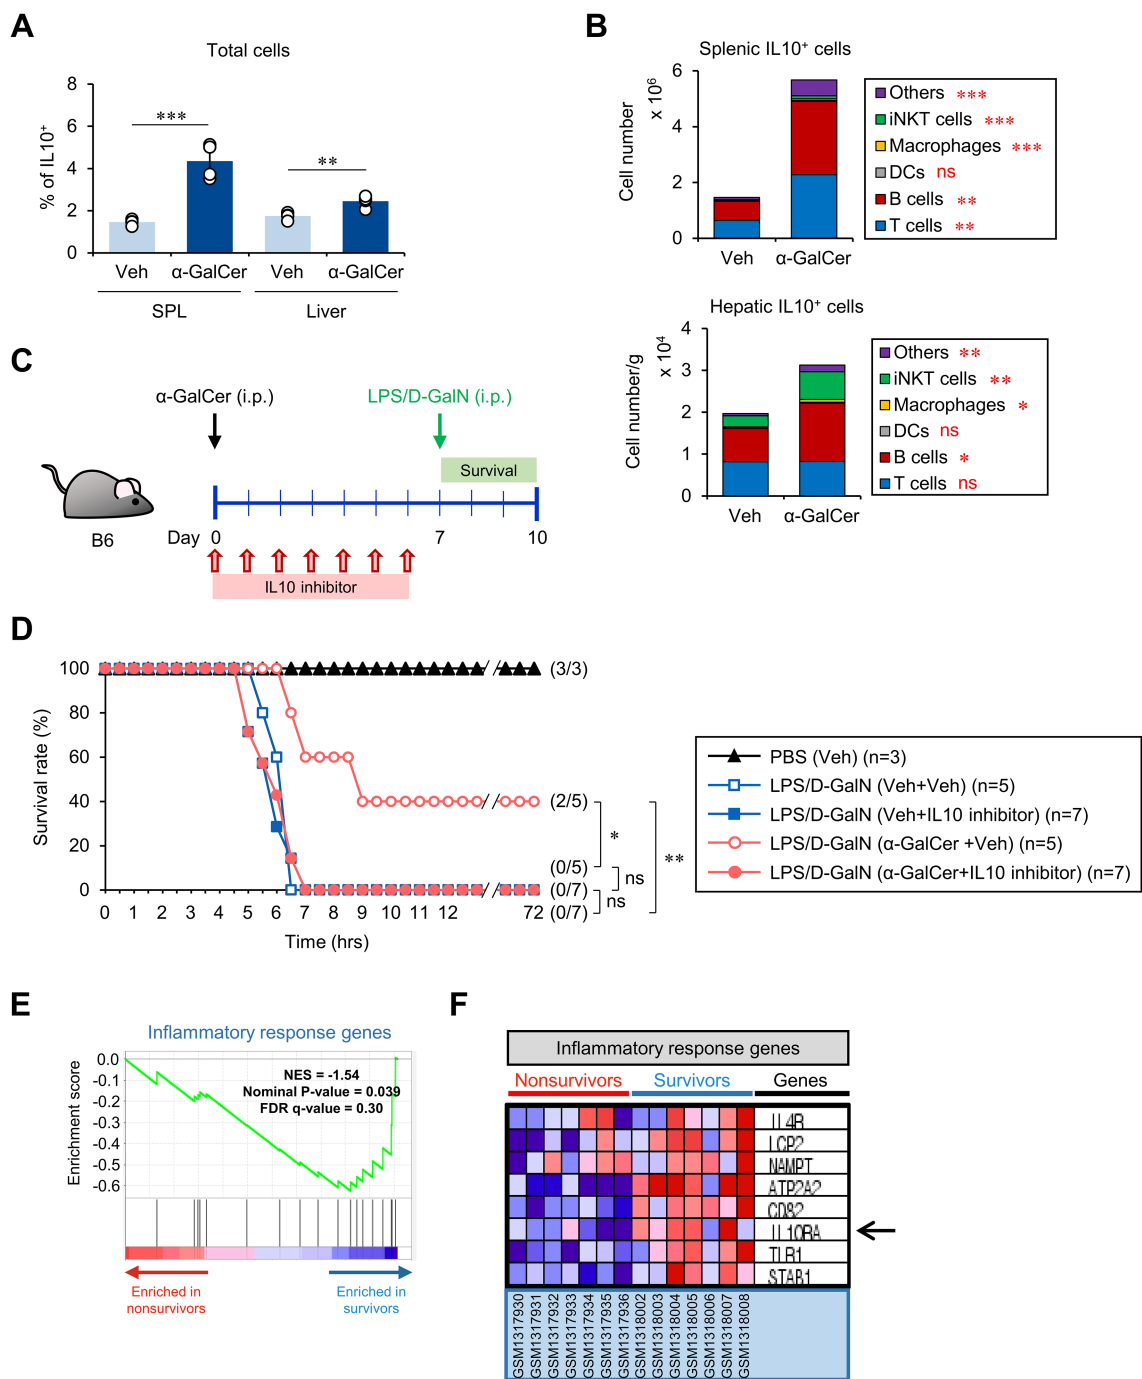 A
Total cells
% of IL10+
8
6
4
2
0
***
**
Veh
α-GalCer
Veh
α-GalCer
SPL
Liver
B
Splenic IL10+ cells
Cell number
x 10⁶
6
4
2
0
Veh
α-GalCer
Others ***
iNKT cells ***
Macrophages ***
DCs ns
B cells **
T cells **
Hepatic IL10+ cells
Cell number/g
x 10⁴
4
3
2
1
0
Veh
α-GalCer
Others **
iNKT cells **
Macrophages *
DCs ns
B cells *
T cells ns
C
α-GalCer (i.p.)
LPS/D-GalN (i.p.)
Survival
B6
Day 0 7 10
IL10 inhibitor
D
Survival rate (%)
100
80
60
40
20
0
0 1 2 3 4 5 6 7 8 9 10 11 12 72
Time (hrs)
(3/3)
(2/5)
(0/5)
(0/7)
(0/7)
*
ns
ns
**
PBS (Veh) (n=3)
LPS/D-GalN (Veh+Veh) (n=5)
LPS/D-GalN (Veh+IL10 inhibitor) (n=7)
LPS/D-GalN (α-GalCer +Veh) (n=5)
LPS/D-GalN (α-GalCer+IL10 inhibitor) (n=7)
E
Inflammatory response genes
Enrichment score
0.0
-0.1
-0.2
-0.3
-0.4
-0.5
-0.6
NES = -1.54
Nominal P-value = 0.039
FDR q-value = 0.30
Enriched in
nonsurvivors
Enriched in
survivors
F
Inflammatory response genes
Nonsurvivors
Survivors
Genes
IL4R
LCP2
NAMPT
ATP2A2
CD82
IL10RA
TLR1
STAB1
GSM1317930
GSM1317931
GSM1317932
GSM1317933
GSM1317934
GSM1317935
GSM1317936
GSM1318002
GSM1318003
GSM1318004
GSM1318005
GSM1318006
GSM1318007
GSM1318008